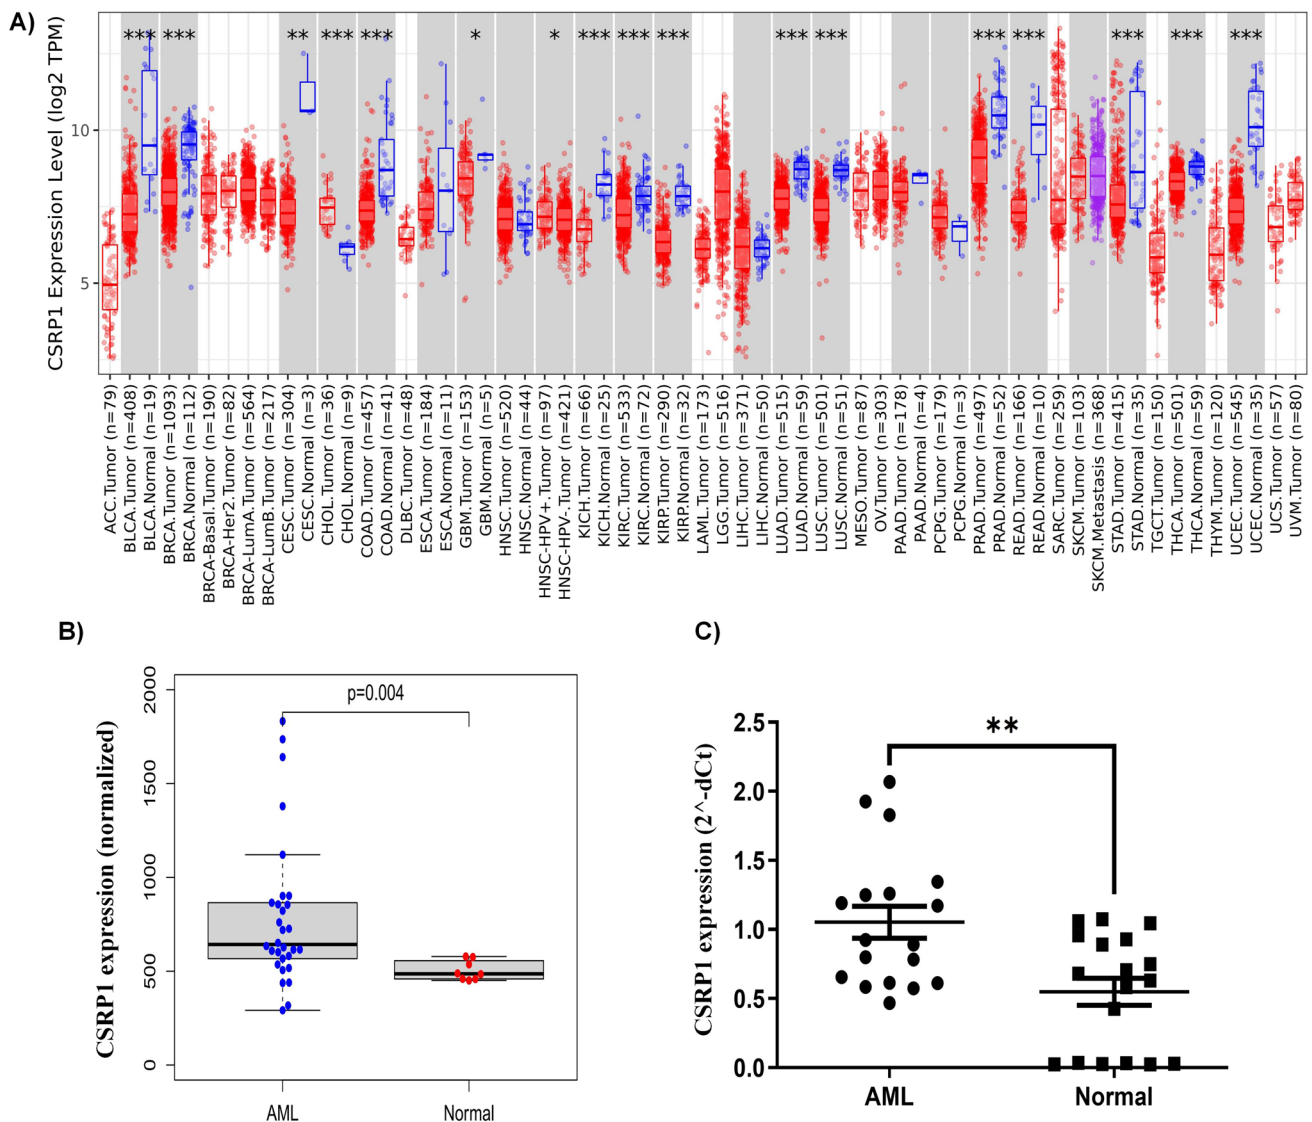 A)
*** *** ** *** *** * * *** *** *** *** *** *** *** *** *** ***
CSRP1 Expression Level (log2 TPM)
10
5
ACC.Tumor (n=79)
BLCA.Tumor (n=408)
BLCA.Normal (n=19)
BRCA.Tumor (n=1093)
BRCA.Normal (n=112)
BRCA-Basal.Tumor (n=190)
BRCA-Her2.Tumor (n=82)
BRCA-LumA.Tumor (n=564)
BRCA-LumB.Tumor (n=217)
CESC.Tumor (n=304)
CESC.Normal (n=3)
CHOL.Tumor (n=36)
CHOL.Normal (n=9)
COAD.Tumor (n=457)
COAD.Normal (n=41)
DLBC.Tumor (n=48)
ESCA.Tumor (n=184)
ESCA.Normal (n=11)
GBM.Tumor (n=153)
GBM.Normal (n=5)
HNSC.Tumor (n=520)
HNSC.Normal (n=44)
HNSC-HPV+.Tumor (n=97)
HNSC-HPV-.Tumor (n=421)
KICH.Tumor (n=66)
KICH.Normal (n=25)
KIRC.Tumor (n=533)
KIRC.Normal (n=72)
KIRP.Tumor (n=290)
KIRP.Normal (n=32)
LAML.Tumor (n=173)
LGG.Tumor (n=516)
LIHC.Tumor (n=371)
LIHC.Normal (n=50)
LUAD.Tumor (n=515)
LUAD.Normal (n=59)
LUSC.Tumor (n=501)
LUSC.Normal (n=51)
MESO.Tumor (n=87)
OV.Tumor (n=303)
PAAD.Tumor (n=178)
PAAD.Normal (n=4)
PCPG.Tumor (n=179)
PCPG.Normal (n=3)
PRAD.Tumor (n=497)
PRAD.Normal (n=52)
READ.Tumor (n=166)
READ.Normal (n=10)
SARC.Tumor (n=259)
SKCM.Tumor (n=103)
SKCM.Metastasis (n=368)
STAD.Tumor (n=415)
STAD.Normal (n=35)
TGCT.Tumor (n=150)
THCA.Tumor (n=501)
THCA.Normal (n=59)
THYM.Tumor (n=120)
UCEC.Tumor (n=545)
UCEC.Normal (n=35)
UCS.Tumor (n=57)
UVM.Tumor (n=80)
B)
CSRP1 expression (normalized)
2000
1500
1000
500
0
p=0.004
AML
Normal
C)
CSRP1 expression (2^-dCt)
2.5
2.0
1.5
1.0
0.5
0.0
**
AML
Normal